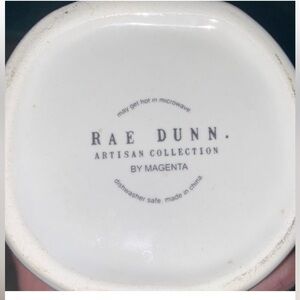 may get hot in microwave
RAE DUNN.
ARTISAN COLLECTION
BY MAGENTA
dishwasher safe. made in china